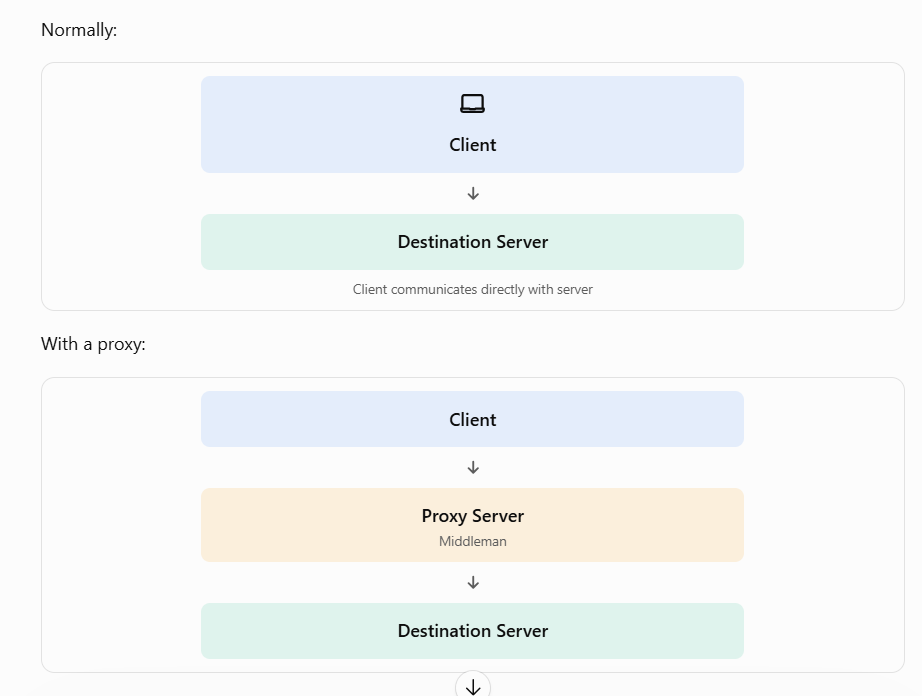 Normally:
Client
Destination Server
Client communicates directly with server
With a proxy:
Client
Proxy Server
Middleman
Destination Server